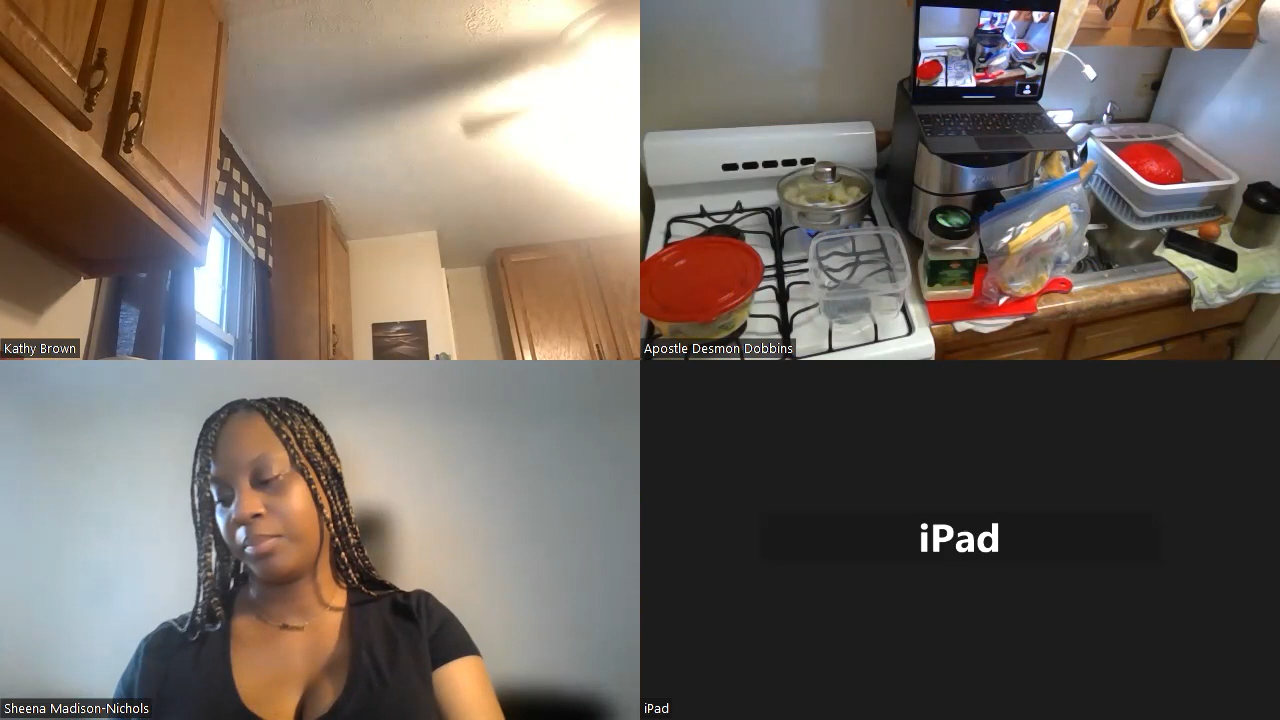 Kathy Brown
Apostle Desmon Dobbins
iPad
Sheena Madison-Nichols
iPad